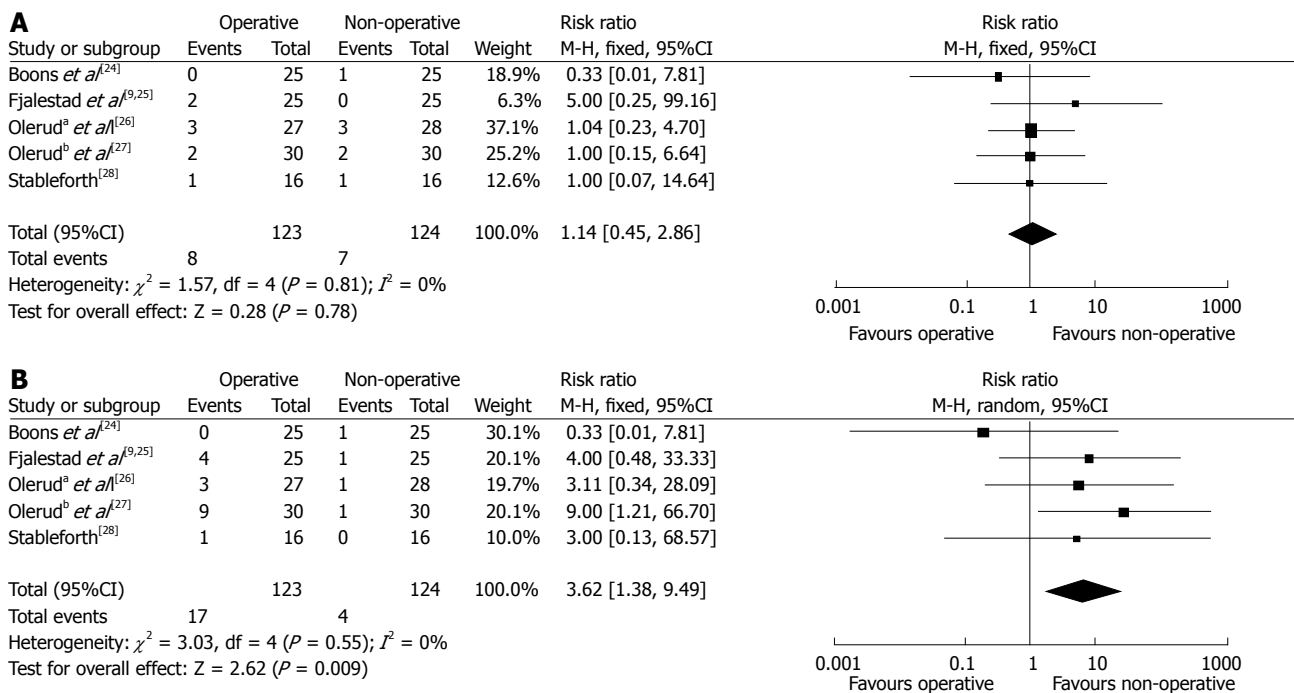 A
Operative Non-operative Risk ratio Risk ratio
Study or subgroup Events Total Events Total Weight M-H, fixed, 95%CI M-H, fixed, 95%CI
Boons et al[24] 0 25 1 25 18.9% 0.33 [0.01, 7.81]
Fjalestad et al[9,25] 2 25 0 25 6.3% 5.00 [0.25, 99.16]
Oleruda et all[26] 3 27 3 28 37.1% 1.04 [0.23, 4.70]
Olerudb et al[27] 2 30 2 30 25.2% 1.00 [0.15, 6.64]
Stableforth[28] 1 16 1 16 12.6% 1.00 [0.07, 14.64]
Total (95%CI) 123 124 100.0% 1.14 [0.45, 2.86]
Total events 8 7
Heterogeneity: χ2 = 1.57, df = 4 (P = 0.81); I2 = 0%
Test for overall effect: Z = 0.28 (P = 0.78)
0.001 0.1 1 10 1000
Favours operative Favours non-operative
B
Operative Non-operative Risk ratio Risk ratio
Study or subgroup Events Total Events Total Weight M-H, fixed, 95%CI M-H, random, 95%CI
Boons et al[24] 0 25 1 25 30.1% 0.33 [0.01, 7.81]
Fjalestad et al[9,25] 4 25 1 25 20.1% 4.00 [0.48, 33.33]
Oleruda et all[26] 3 27 1 28 19.7% 3.11 [0.34, 28.09]
Olerudb et al[27] 9 30 1 30 20.1% 9.00 [1.21, 66.70]
Stableforth[28] 1 16 0 16 10.0% 3.00 [0.13, 68.57]
Total (95%CI) 123 124 100.0% 3.62 [1.38, 9.49]
Total events 17 4
Heterogeneity: χ2 = 3.03, df = 4 (P = 0.55); I2 = 0%
Test for overall effect: Z = 2.62 (P = 0.009)
0.001 0.1 1 10 1000
Favours operative Favours non-operative